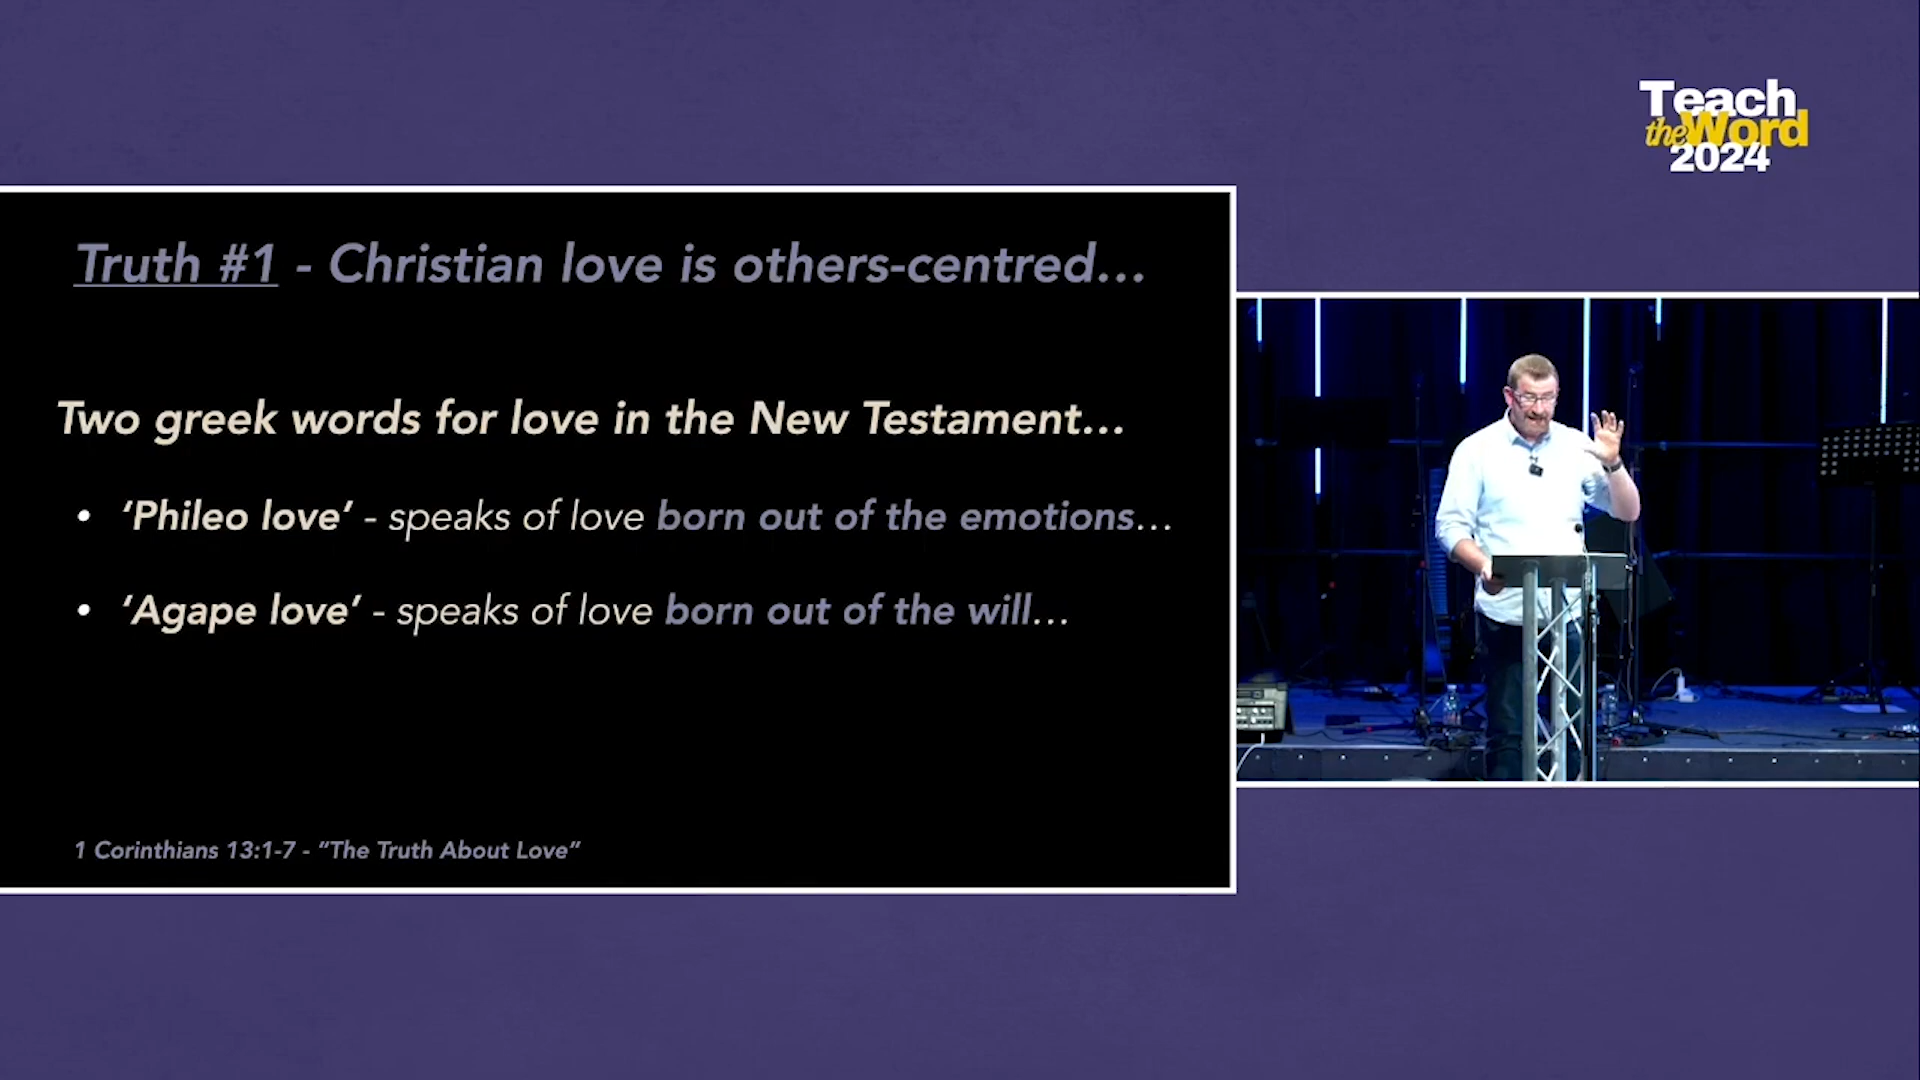 Teach
the Word
2024
Truth #1 - Christian love is others-centred…
Two greek words for love in the New Testament…
• ‘Phileo love’ - speaks of love born out of the emotions…
• ‘Agape love’ - speaks of love born out of the will…
1 Corinthians 13:1-7 - “The Truth About Love”